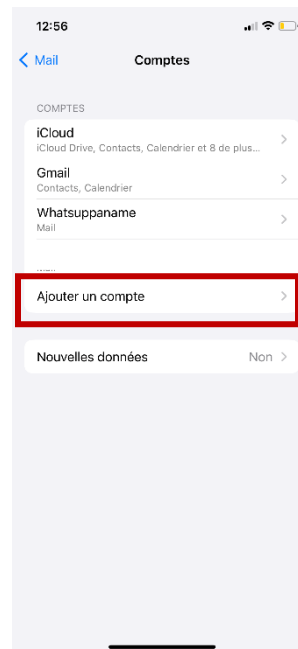 12:56
Mail
Comptes
COMPTES
iCloud
iCloud Drive, Contacts, Calendrier et 8 de plus...
Gmail
Contacts, Calendrier
Whatsuppaname
Mail
Ajouter un compte
Nouvelles données
Non